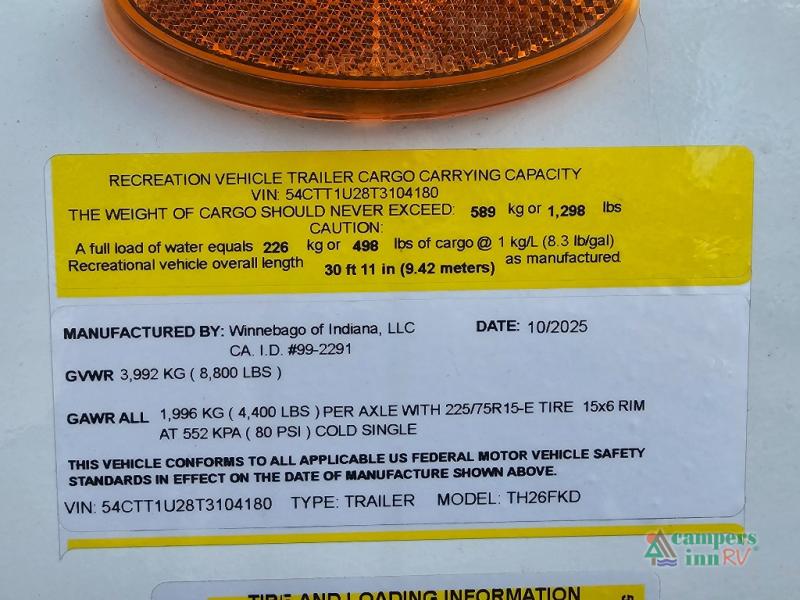 RECREATION VEHICLE TRAILER CARGO CARRYING CAPACITY
VIN: 54CTT1U28T3104180
THE WEIGHT OF CARGO SHOULD NEVER EXCEED: 589 kg or 1,298 lbs
CAUTION:
A full load of water equals 226 kg or 498 lbs of cargo @ 1 kg/L (8.3 lb/gal)
Recreational vehicle overall length 30 ft 11 in (9.42 meters) as manufactured
MANUFACTURED BY: Winnebago of Indiana, LLC DATE: 10/2025
CA. I.D. #99-2291
GVWR 3,992 KG ( 8,800 LBS )
GAWR ALL 1,996 KG ( 4,400 LBS ) PER AXLE WITH 225/75R15-E TIRE 15x6 RIM
AT 552 KPA ( 80 PSI ) COLD SINGLE
THIS VEHICLE CONFORMS TO ALL APPLICABLE US FEDERAL MOTOR VEHICLE SAFETY
STANDARDS IN EFFECT ON THE DATE OF MANUFACTURE SHOWN ABOVE.
VIN: 54CTT1U28T3104180 TYPE: TRAILER MODEL: TH26FKD
campers
inn RV
TIRE AND LOADING INFORMATION